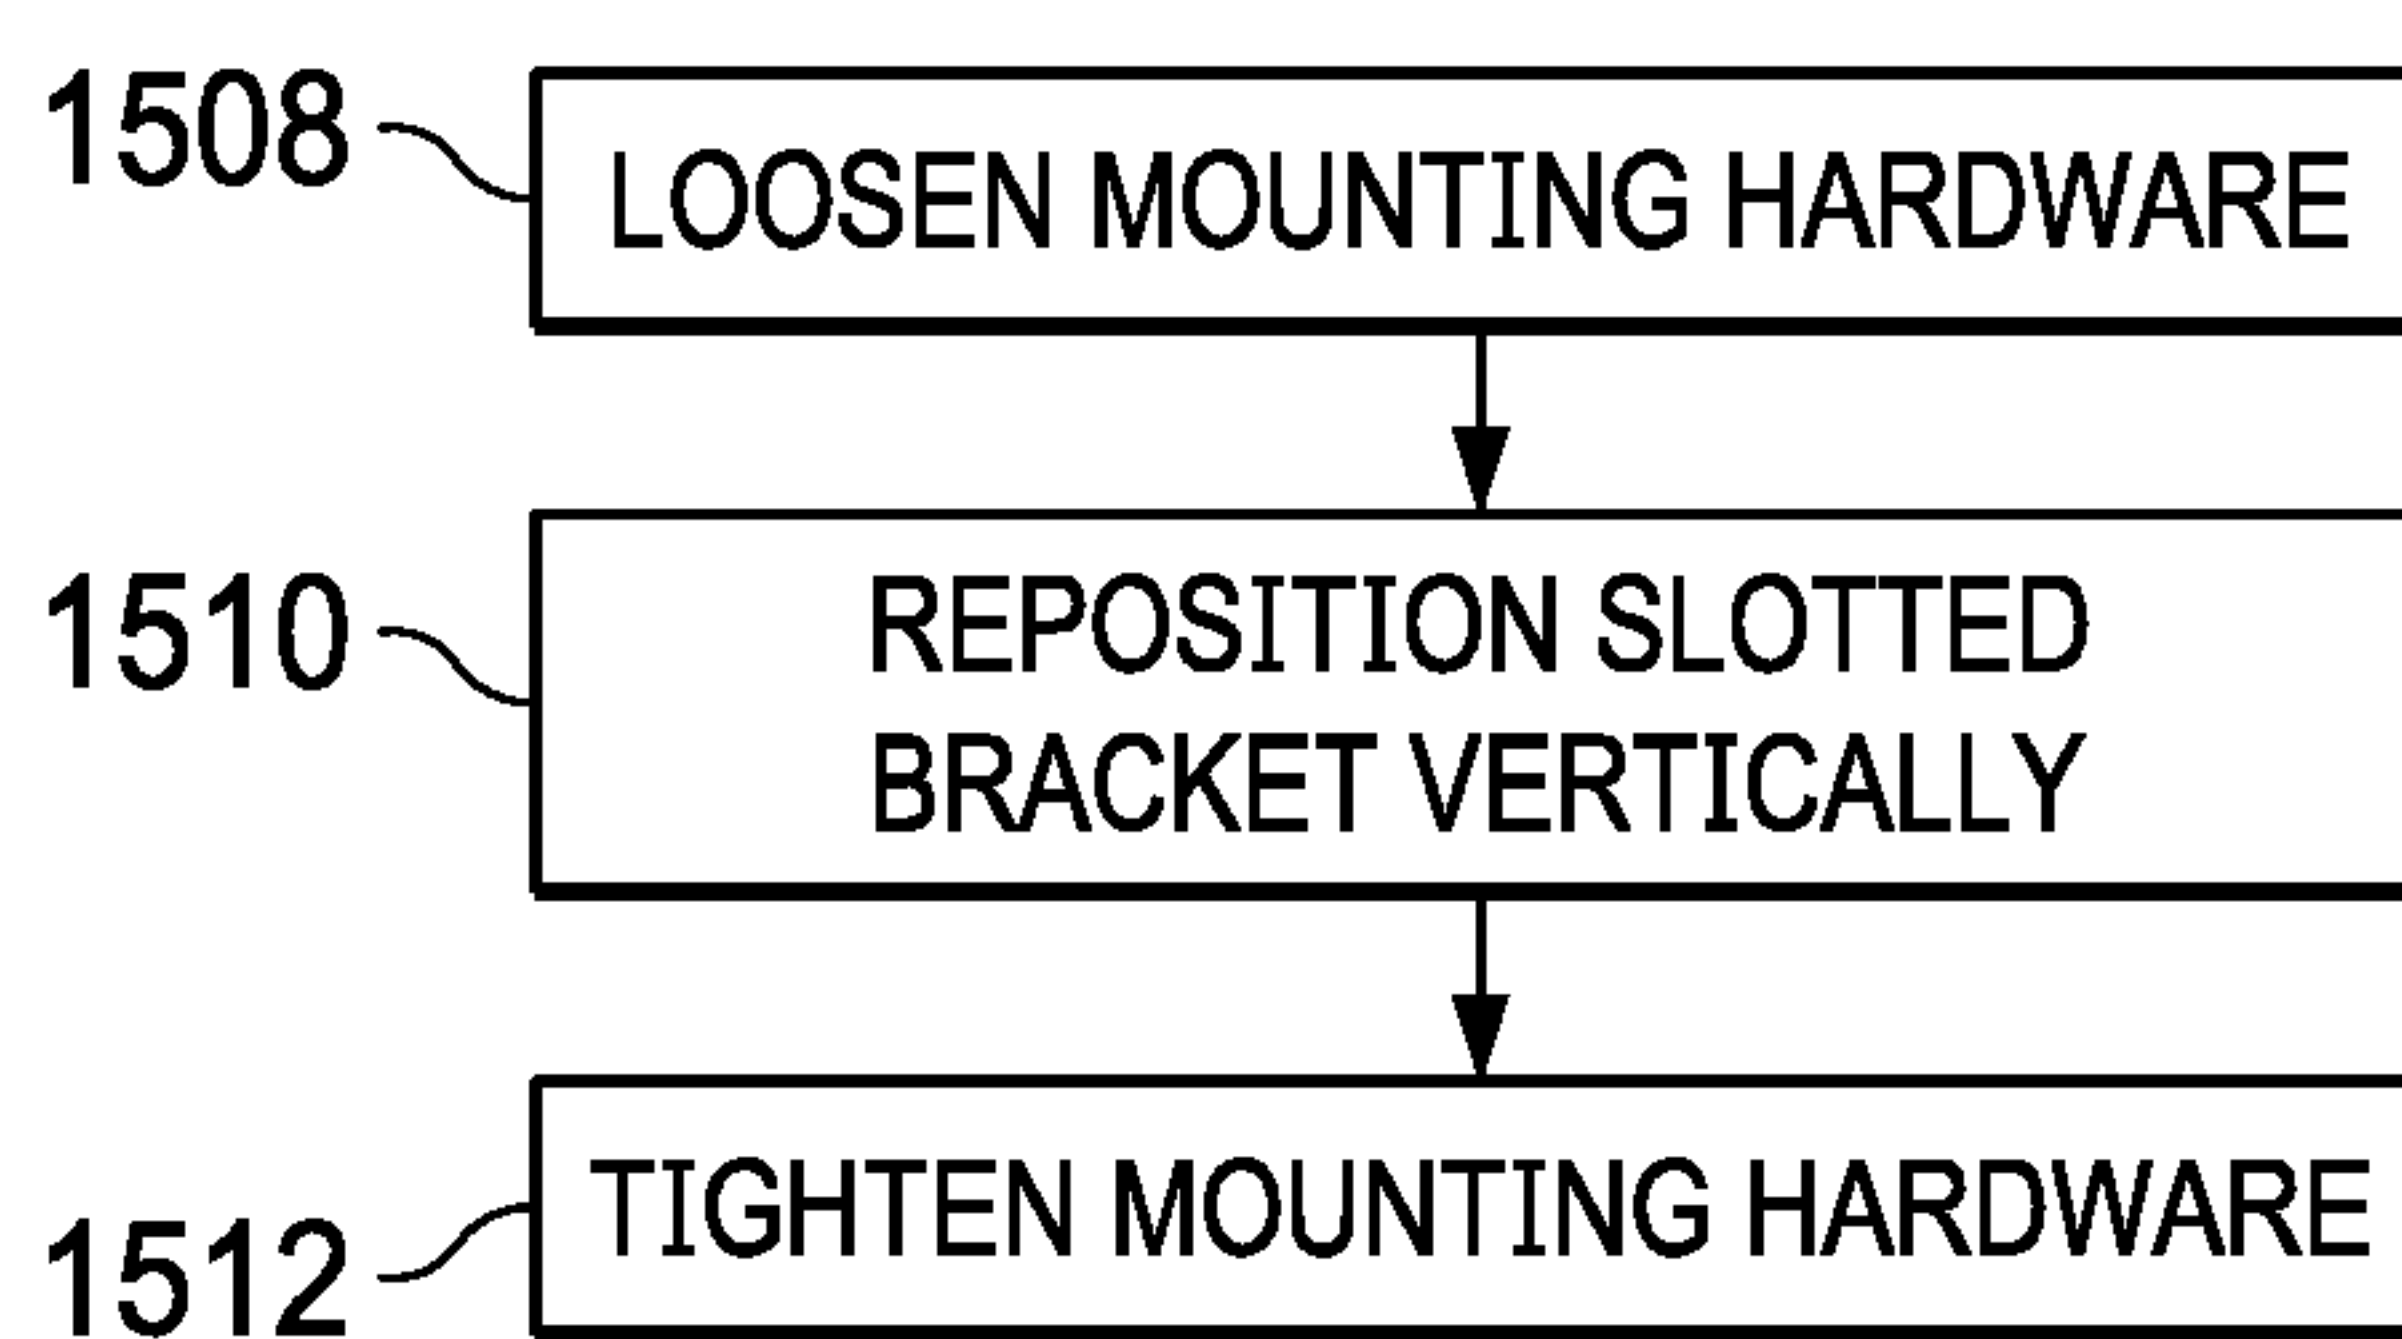 1508
LOOSEN MOUNTING HARDWARE
1510
REPOSITION SLOTTED
BRACKET VERTICALLY
1512
TIGHTEN MOUNTING HARDWARE